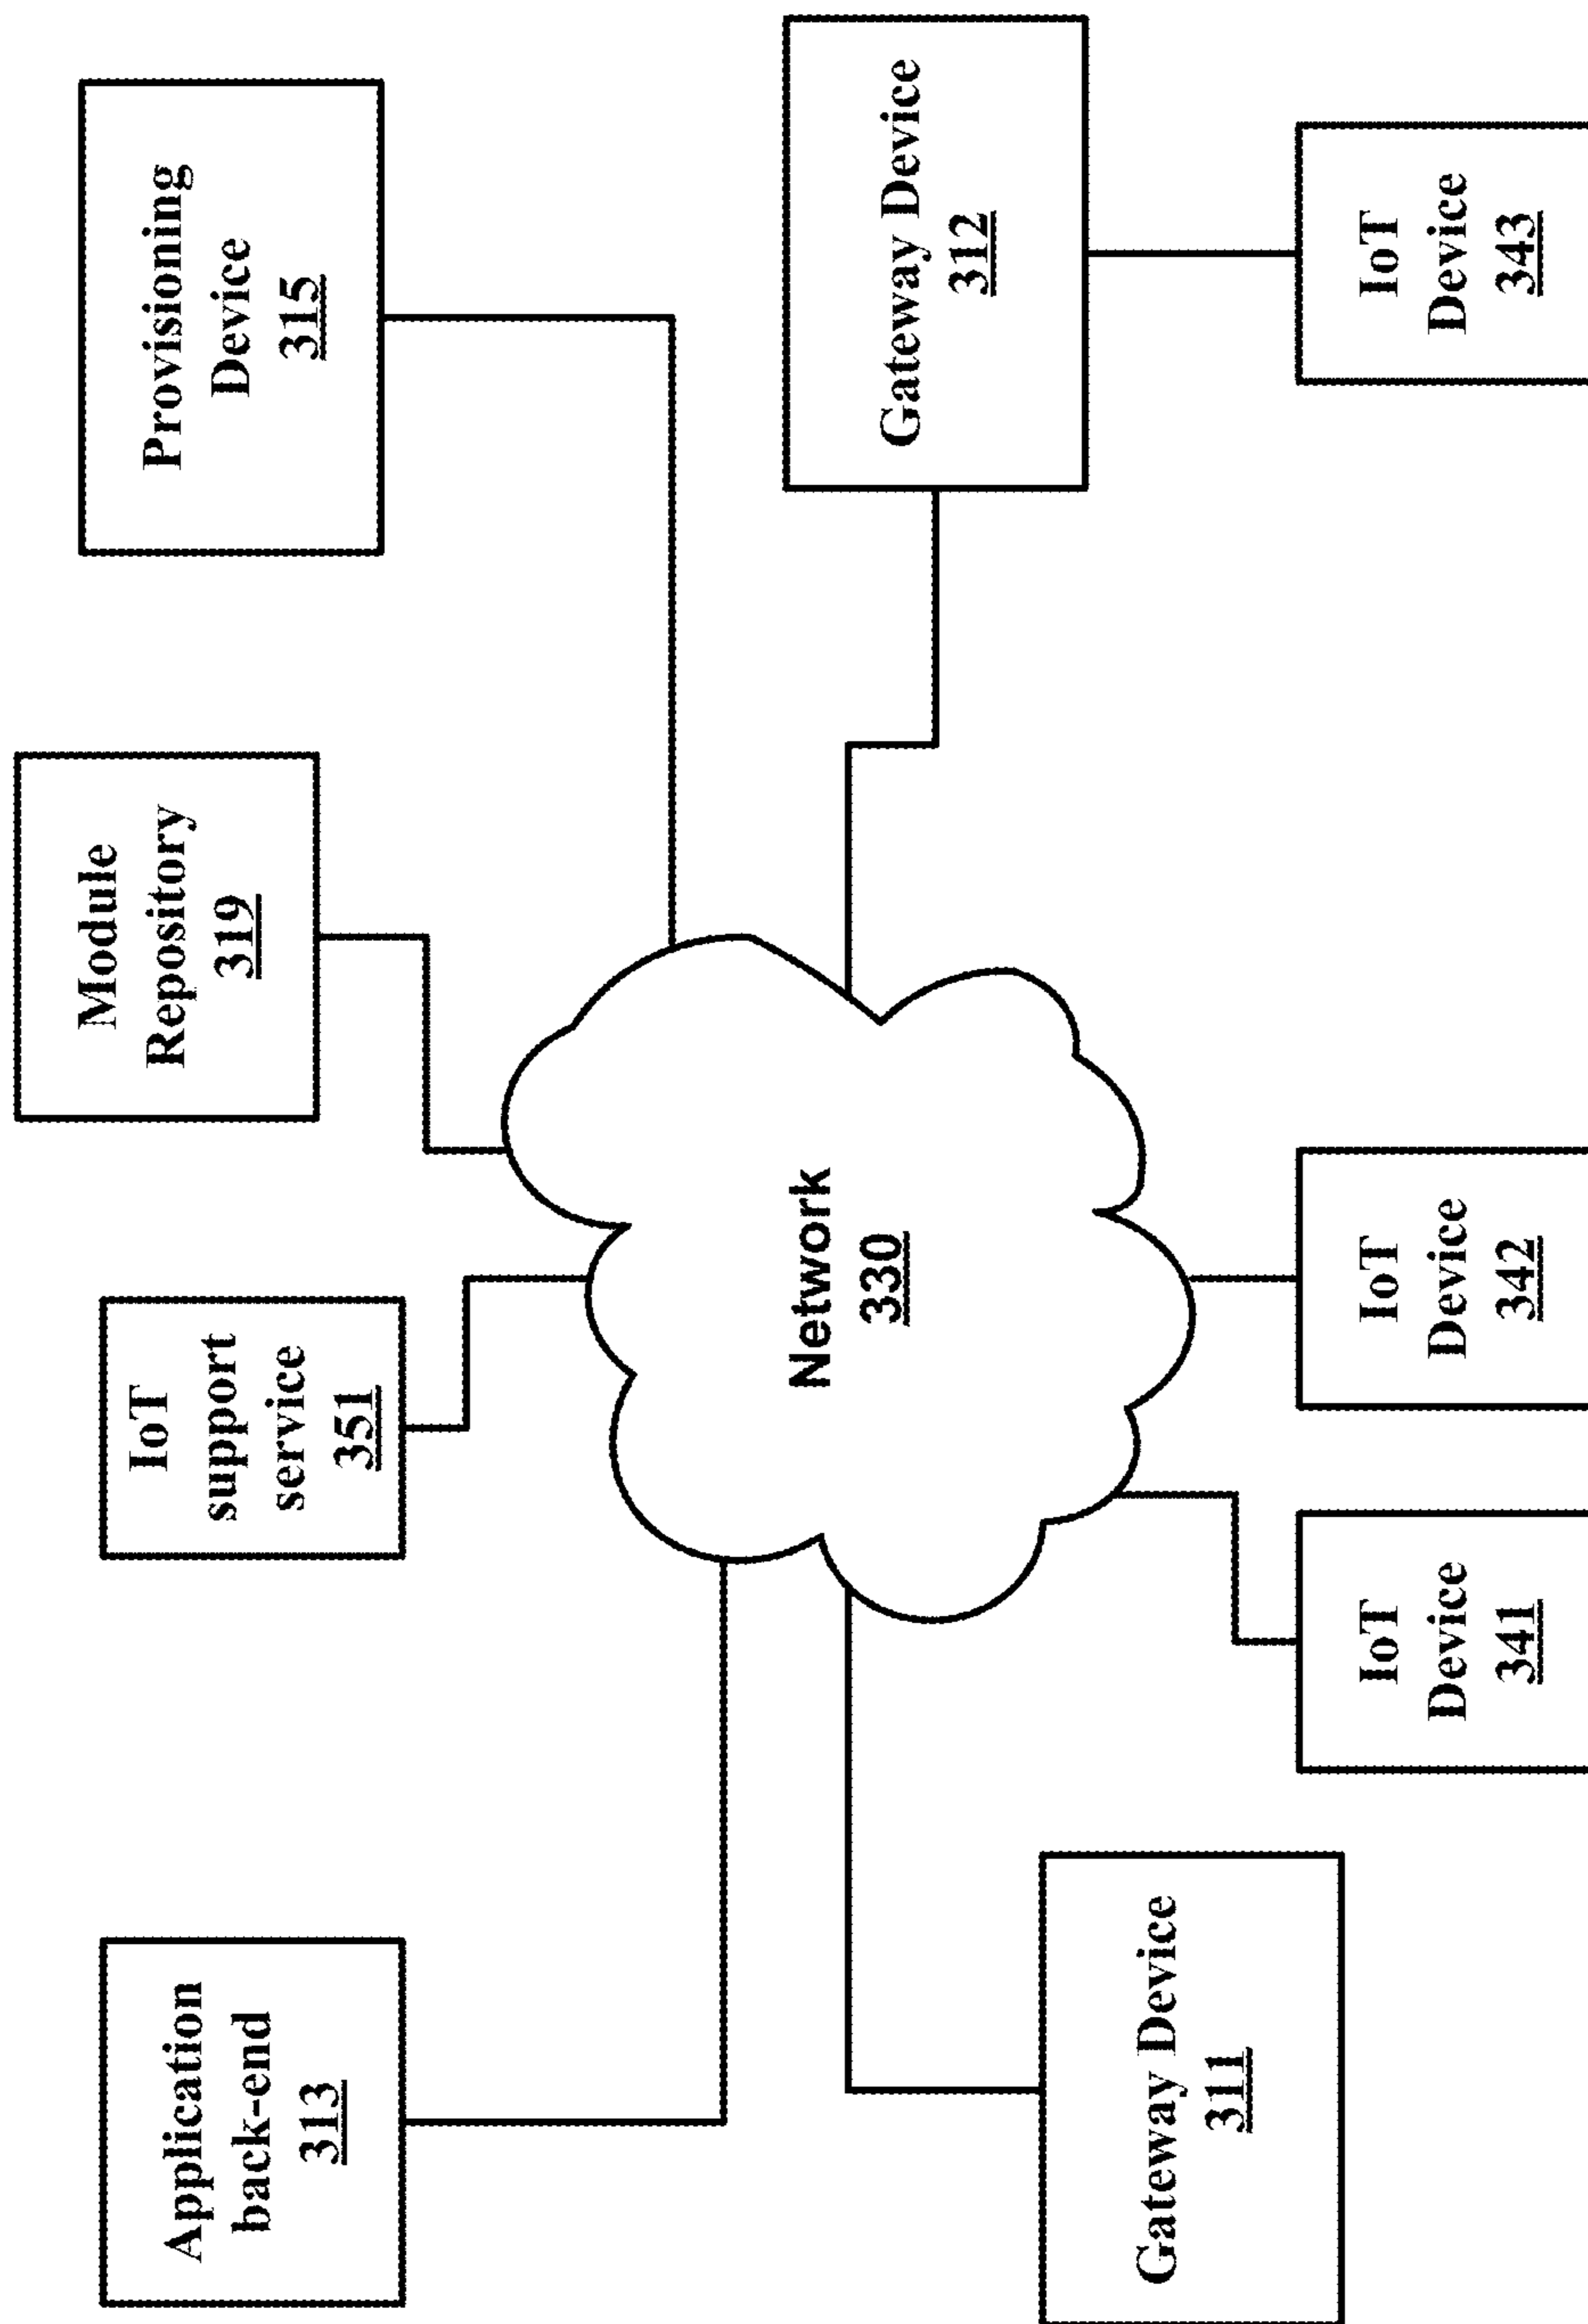 Application
back-end
313
IoT
support
service
351
Module
Repository
319
Provisioning
Device
315
Network
330
Gateway Device
312
Gateway Device
311
IoT
Device
341
IoT
Device
342
IoT
Device
343